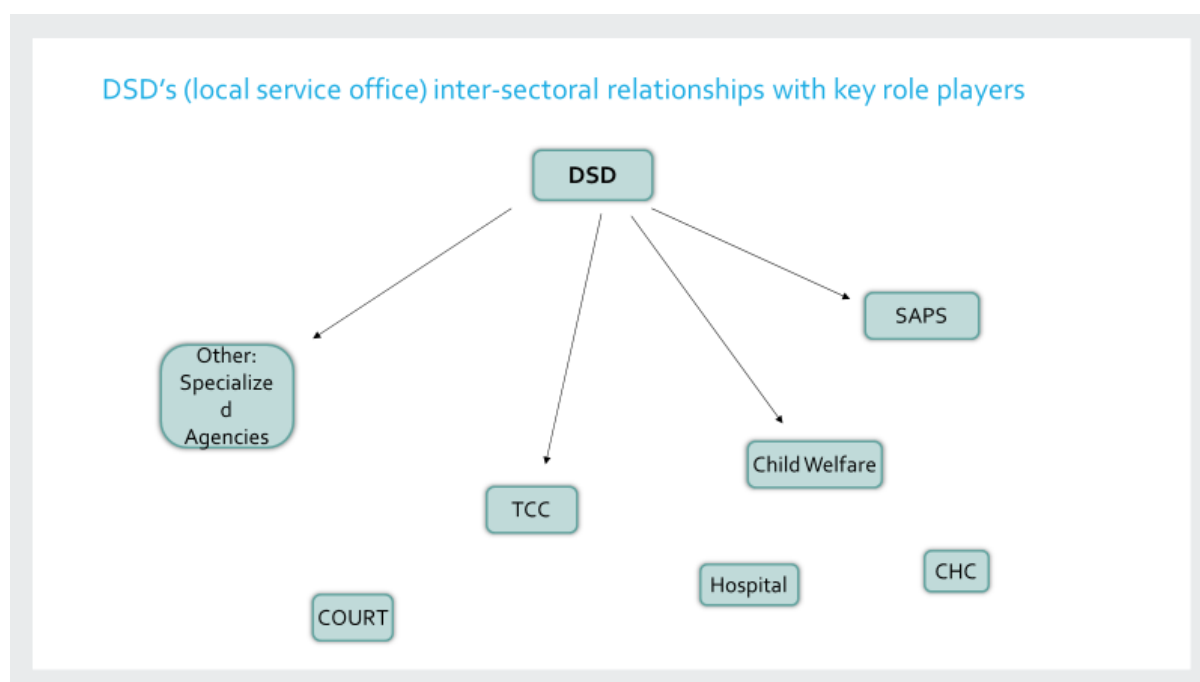 DSD's (local service office) inter-sectoral relationships with key role players
DSD
SAPS
Other:
Specialize
d
Agencies
Child Welfare
TCC
CHC
Hospital
COURT